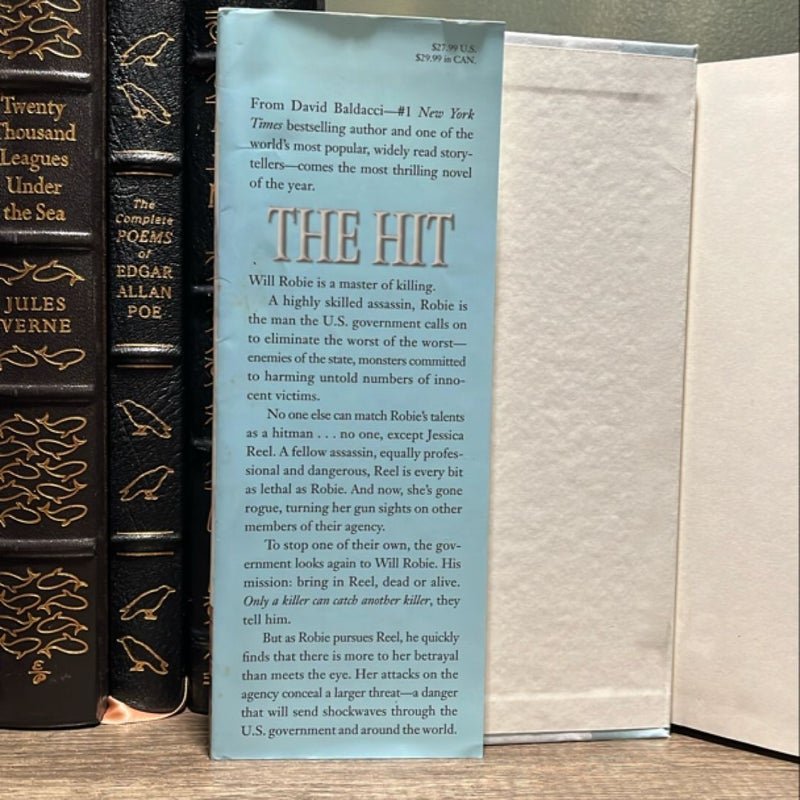 Twenty
Thousand
Leagues
Under
the Sea
JULES
VERNE
The
Complete
POEMS
of
EDGAR
ALLAN
POE
$27.99 U.S.
$29.99 in CAN.
From David Baldacci—#1 New York
Times bestselling author and one of the
world's most popular, widely read story-
tellers—comes the most thrilling novel
of the year.
THE HIT
Will Robie is a master of killing.
A highly skilled assassin, Robie is
the man the U.S. government calls on
to eliminate the worst of the worst—
enemies of the state, monsters committed
to harming untold numbers of inno-
cent victims.
No one else can match Robie's talents
as a hitman . . . no one, except Jessica
Reel. A fellow assassin, equally profes-
sional and dangerous, Reel is every bit
as lethal as Robie. And now, she's gone
rogue, turning her gun sights on other
members of their agency.
To stop one of their own, the gov-
ernment looks again to Will Robie. His
mission: bring in Reel, dead or alive.
Only a killer can catch another killer, they
tell him.
But as Robie pursues Reel, he quickly
finds that there is more to her betrayal
than meets the eye. Her attacks on the
agency conceal a larger threat—a danger
that will send shockwaves through the
U.S. government and around the world.